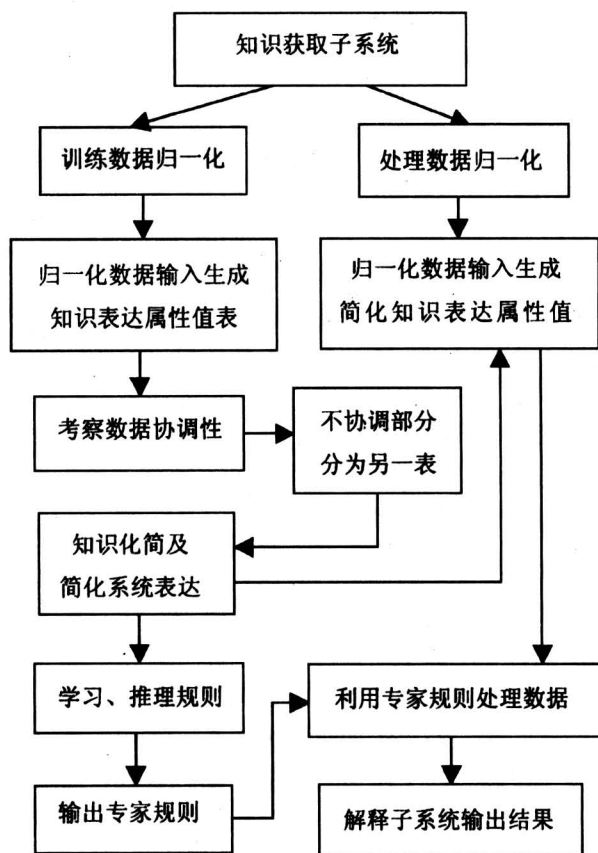 知识获取子系统
训练数据归一化
处理数据归一化
归一化数据输入生成
知识表达属性值表
归一化数据输入生成
简化知识表达属性值
考察数据协调性
不协调部分
分为另一表
知识化简及
简化系统表达
学习、推理规则
利用专家规则处理数据
输出专家规则
解释子系统输出结果